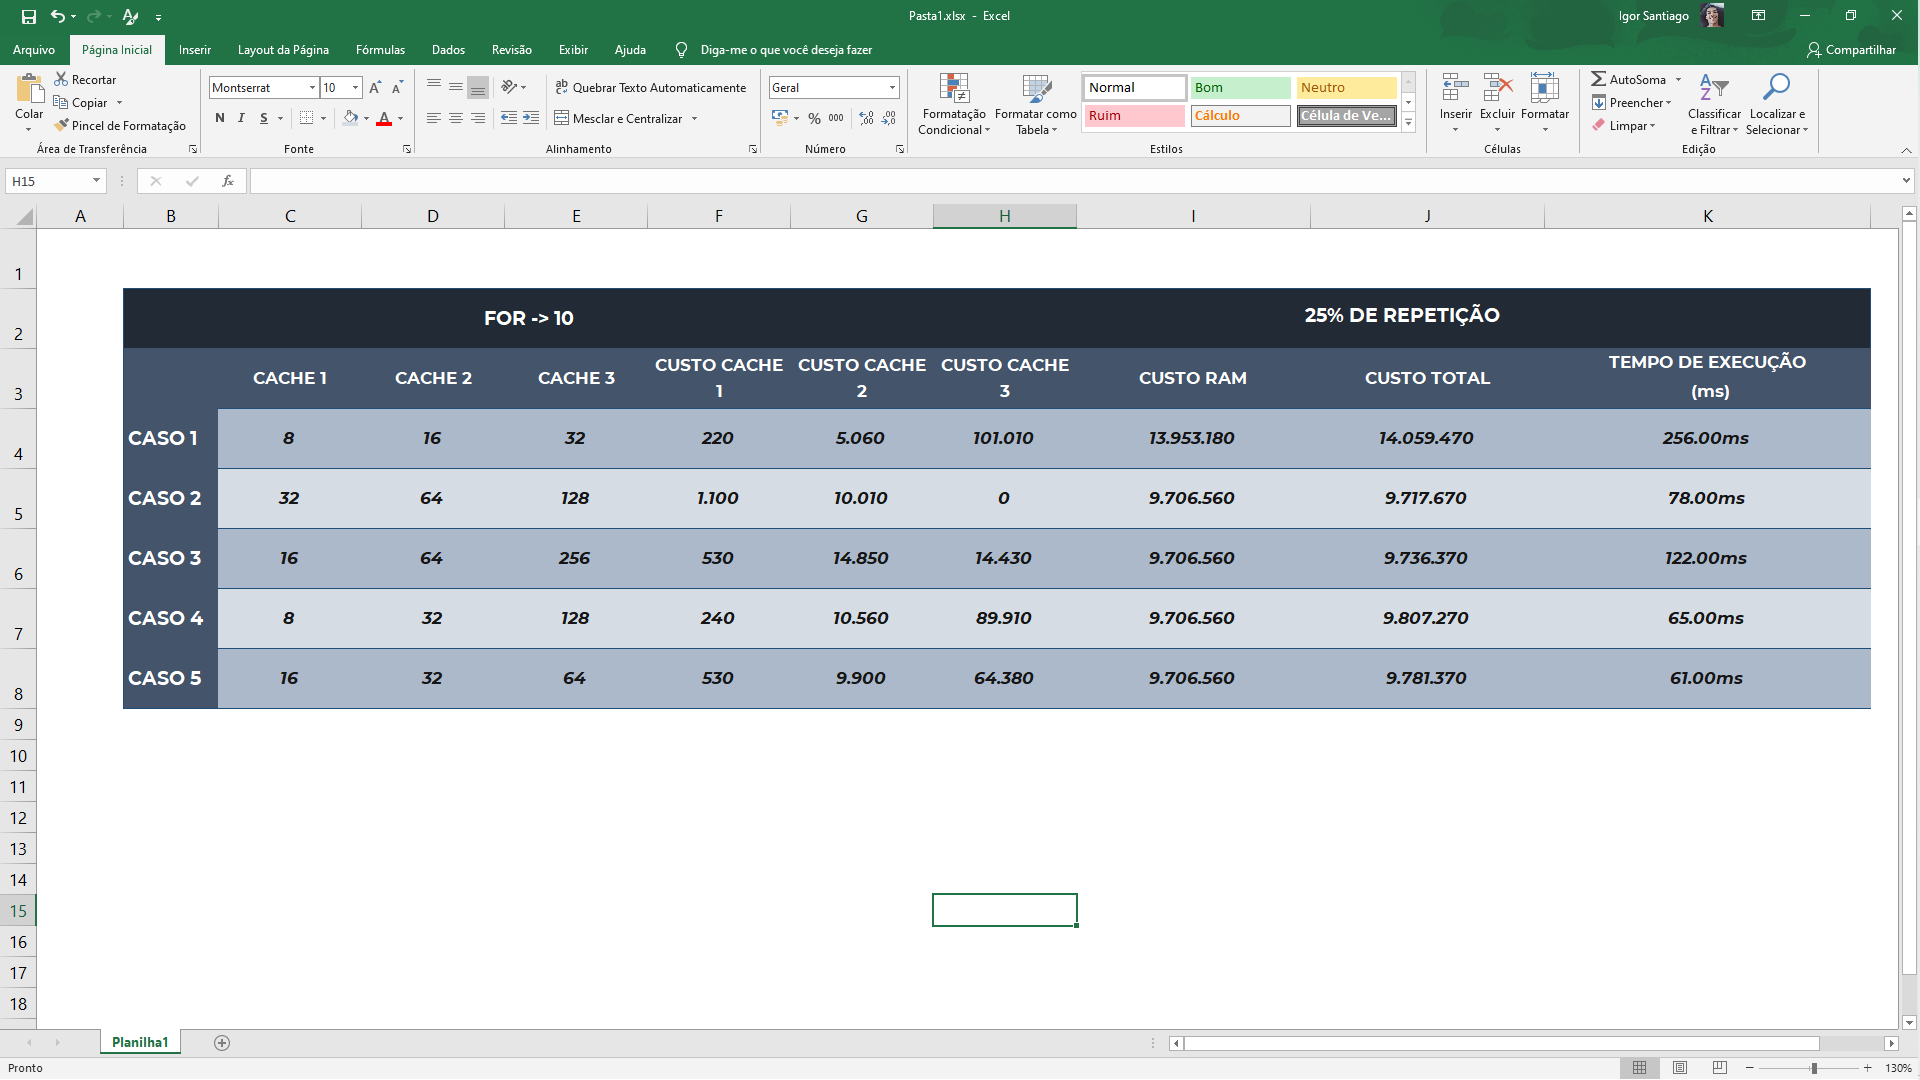 Pasta1.xlsx - Excel
Igor Santiago
Arquivo Página Inicial Inserir Layout da Página Fórmulas Dados Revisão Exibir Ajuda Diga-me o que você deseja fazer Compartilhar
Colar
Recortar
Copiar
Pincel de Formatação
Área de Transferência
Montserrat 10
N I S
Fonte
Quebrar Texto Automaticamente
Mesclar e Centralizar
Alinhamento
Geral
% 000
Número
Formatação Condicional
Formatar como Tabela
Normal Bom Neutro
Ruim Cálculo Célula de Ve...
Estilos
Inserir Excluir Formatar
Células
AutoSoma
Preencher
Limpar
Classificar e Filtrar
Localizar e Selecionar
Edição
H15
fx
A B C D E F G H I J K
1
2 FOR -> 10 25% DE REPETIÇÃO
3 CACHE 1 CACHE 2 CACHE 3 CUSTO CACHE 1 CUSTO CACHE 2 CUSTO CACHE 3 CUSTO RAM CUSTO TOTAL TEMPO DE EXECUÇÃO (ms)
4 CASO 1 8 16 32 220 5.060 101.010 13.953.180 14.059.470 256.00ms
5 CASO 2 32 64 128 1.100 10.010 0 9.706.560 9.717.670 78.00ms
6 CASO 3 16 64 256 530 14.850 14.430 9.706.560 9.736.370 122.00ms
7 CASO 4 8 32 128 240 10.560 89.910 9.706.560 9.807.270 65.00ms
8 CASO 5 16 32 64 530 9.900 64.380 9.706.560 9.781.370 61.00ms
9
10
11
12
13
14
15
16
17
18
Planilha1
Pronto
130%